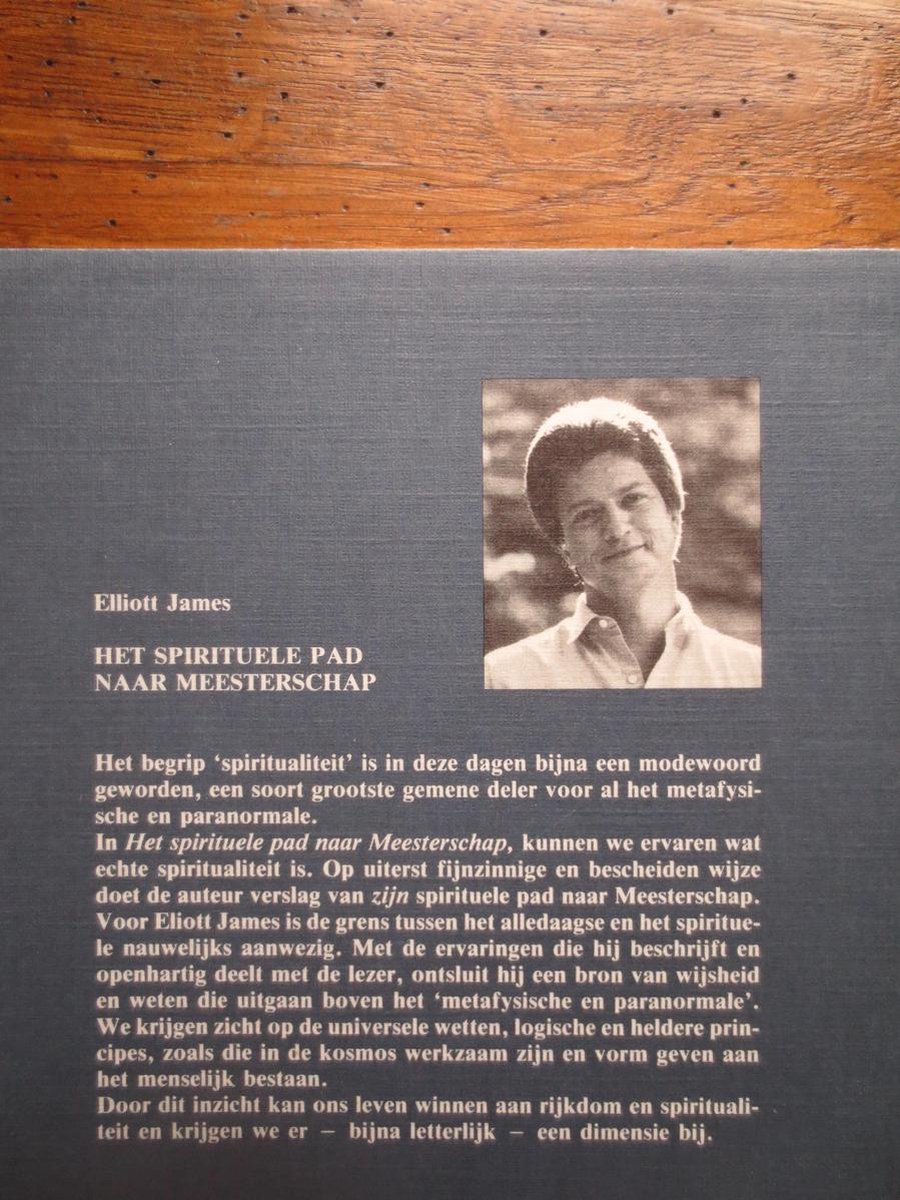 Elliott James
HET SPIRITUELE PAD
NAAR MEESTERSCHAP
Het begrip ‘spiritualiteit’ is in deze dagen bijna een modewoord
geworden, een soort grootste gemene deler voor al het metafysi-
sche en paranormale.
In Het spirituele pad naar Meesterschap, kunnen we ervaren wat
echte spiritualiteit is. Op uiterst fijnzinnige en bescheiden wijze
doet de auteur verslag van zijn spirituele pad naar Meesterschap.
Voor Eliott James is de grens tussen het alledaagse en het spiritue-
le nauwelijks aanwezig. Met de ervaringen die hij beschrijft en
openhartig deelt met de lezer, ontsluit hij een bron van wijsheid
en weten die uitgaan boven het ‘metafysische en paranormale’.
We krijgen zicht op de universele wetten, logische en heldere prin-
cipes, zoals die in de kosmos werkzaam zijn en vorm geven aan
het menselijk bestaan.
Door dit inzicht kan ons leven winnen aan rijkdom en spirituali-
teit en krijgen we er – bijna letterlijk – een dimensie bij.